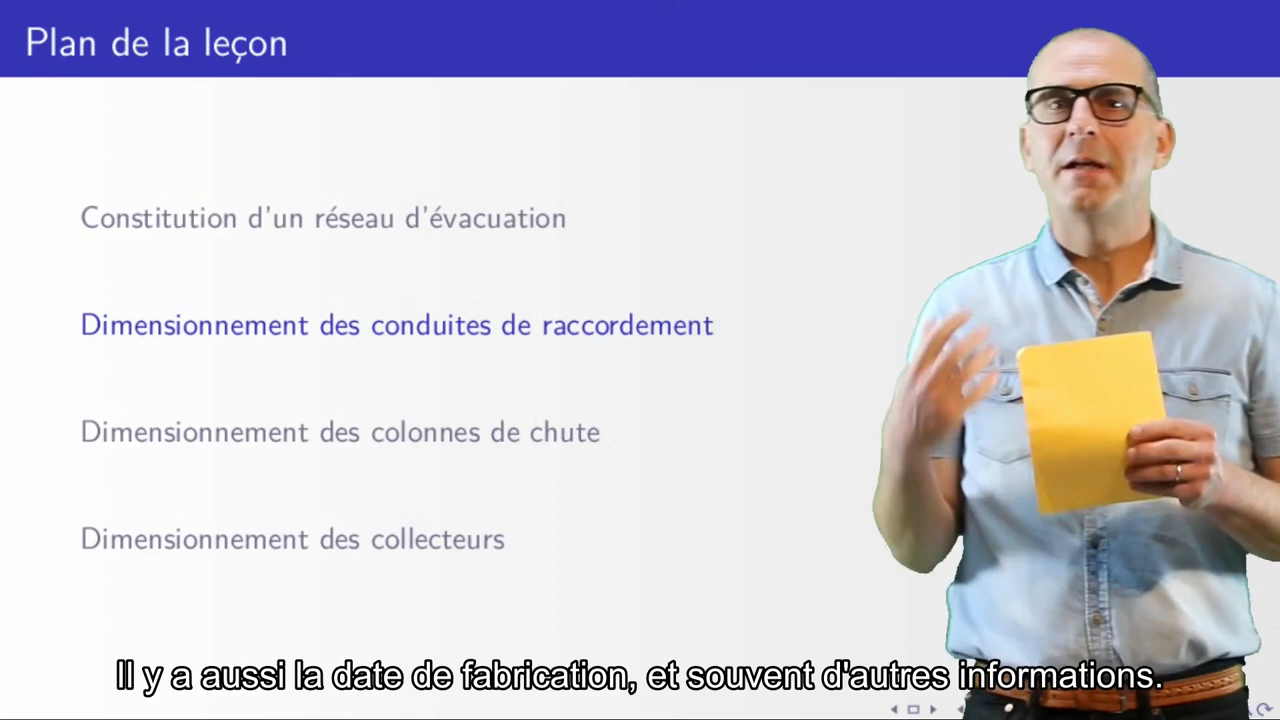 Plan de la leçon
Constitution d'un réseau d'évacuation
Dimensionnement des conduites de raccordement
Dimensionnement des colonnes de chute
Dimensionnement des collecteurs
Il y a aussi la date de fabrication, et souvent d'autres informations.